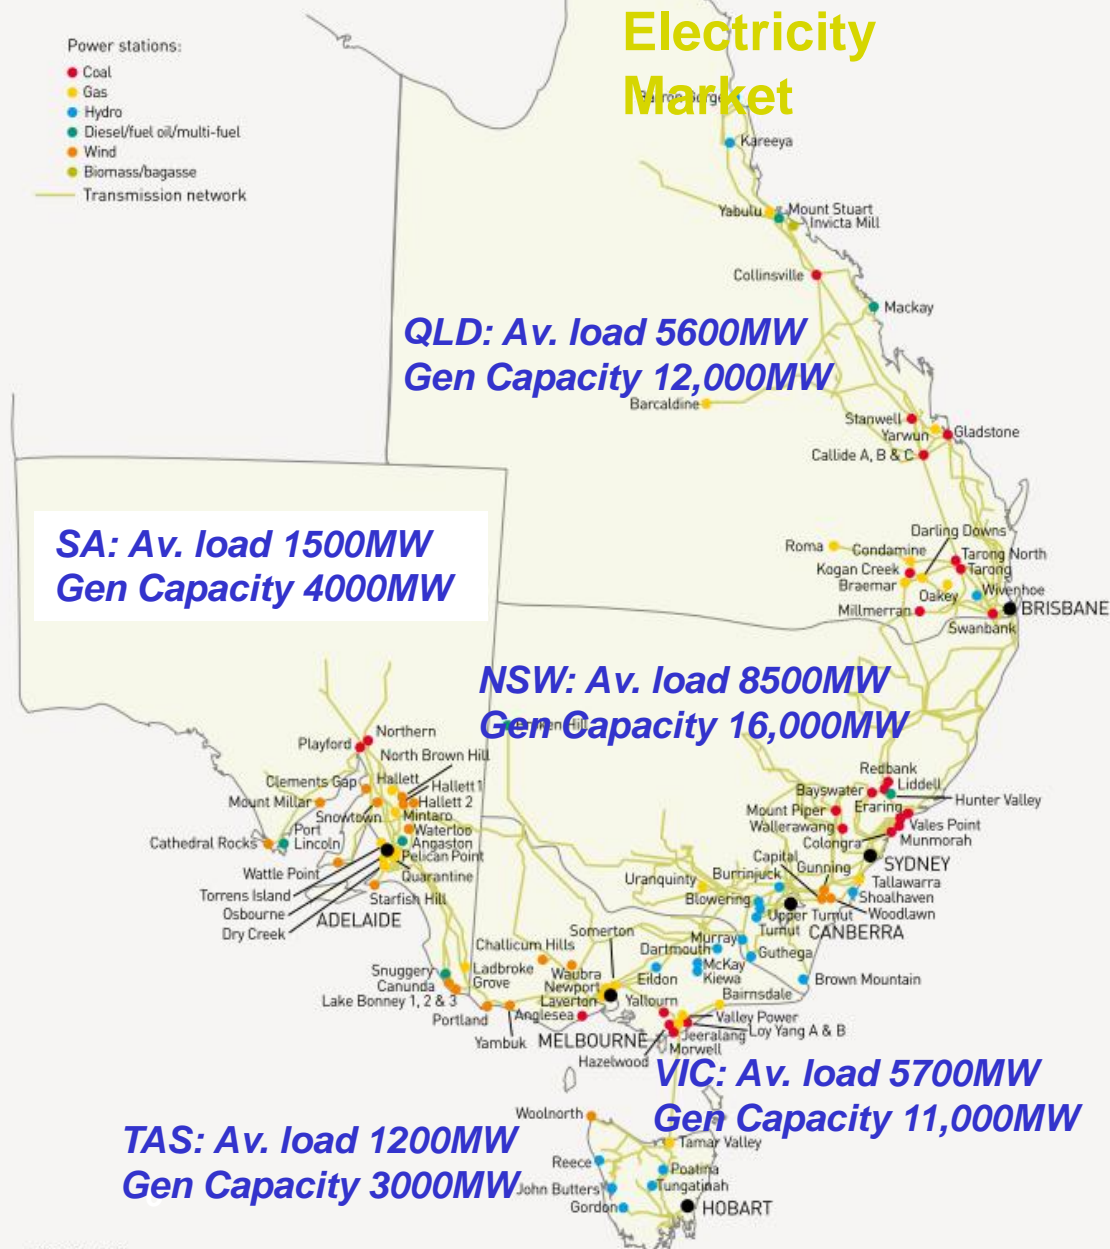 Electricity
Market
Power stations:
Coal
Gas
Hydro
Diesel/fuel oil/multi-fuel
Wind
Biomass/bagasse
Transmission network
Kareeya
Yabulu
Mount Stuart
Invicta Mill
Collinsville
Mackay
QLD: Av. load 5600MW
Gen Capacity 12,000MW
Barcaldine
Stanwell
Yarwun
Gladstone
Callide A, B & C
SA: Av. load 1500MW
Gen Capacity 4000MW
Darling Downs
Roma
Condamine
Tarong North
Kogan Creek
Tarong
Braemar
Oakey
Wivenhoe
Millmerran
BRISBANE
Swanbank
NSW: Av. load 8500MW
Gen Capacity 16,000MW
Broken Hill
Northern
Playford
North Brown Hill
Clements Gap
Hallett
Hallett 1
Mount Millar
Hallett 2
Snowtown
Mintaro
Port
Lincoln
Waterloo
Cathedral Rocks
Angaston
Pelican Point
Wattle Point
Quarantine
Torrens Island
Starfish Hill
Osbourne
ADELAIDE
Dry Creek
Redbank
Bayswater
Liddell
Hunter Valley
Mount Piper
Eraring
Wallerawang
Vales Point
Colongra
Munmorah
Capital
Gunning
SYDNEY
Uranquinty
Burrinjuck
Tallawarra
Blowering
Shoalhaven
Upper Tumut
Woodlawn
Tumut
CANBERRA
Somerton
Murray
Challicum Hills
Dartmouth
Guthega
Snuggery
Ladbroke
Grove
Waubra
McKay
Canunda
Newport
Eildon
Kiewa
Brown Mountain
Lake Bonney 1, 2 & 3
Laverton
Yallourn
Bairnsdale
Portland
Anglesea
Valley Power
Yambuk
MELBOURNE
Jeeralang
Loy Yang A & B
Hazelwood
Morwell
VIC: Av. load 5700MW
Gen Capacity 11,000MW
Woolnorth
TAS: Av. load 1200MW
Gen Capacity 3000MW
Tamar Valley
Reece
Poatina
John Butters
Tungatinah
Gordon
HOBART